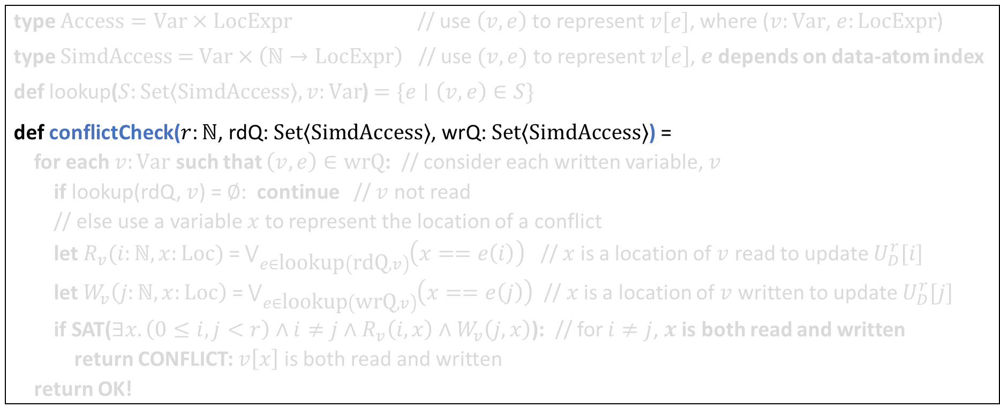 type Access = Var × LocExpr // use (v, e) to represent v[e], where (v: Var, e: LocExpr)
type SimdAccess = Var × (ℕ → LocExpr) // use (v, e) to represent v[e], e depends on data-atom index
def lookup(S: Set⟨SimdAccess⟩, v: Var) = {e ∣ (v, e) ∈ S}
def conflictCheck(r: ℕ, rdQ: Set⟨SimdAccess⟩, wrQ: Set⟨SimdAccess⟩) =
for each v: Var such that (v, e) ∈ wrQ: // consider each written variable, v
if lookup(rdQ, v) = ∅: continue // v not read
// else use a variable x to represent the location of a conflict
let R_v(i: ℕ, x: Loc) = ⋁_{e∈lookup(rdQ,v)}(x == e(i)) // x is a location of v read to update U_D^r[i]
let W_v(j: ℕ, x: Loc) = ⋁_{e∈lookup(wrQ,v)}(x == e(j)) // x is a location of v written to update U_D^r[j]
if SAT(∃x. (0 ≤ i, j < r) ∧ i ≠ j ∧ R_v(i, x) ∧ W_v(j, x)): // for i ≠ j, x is both read and written
return CONFLICT: v[x] is both read and written
return OK!